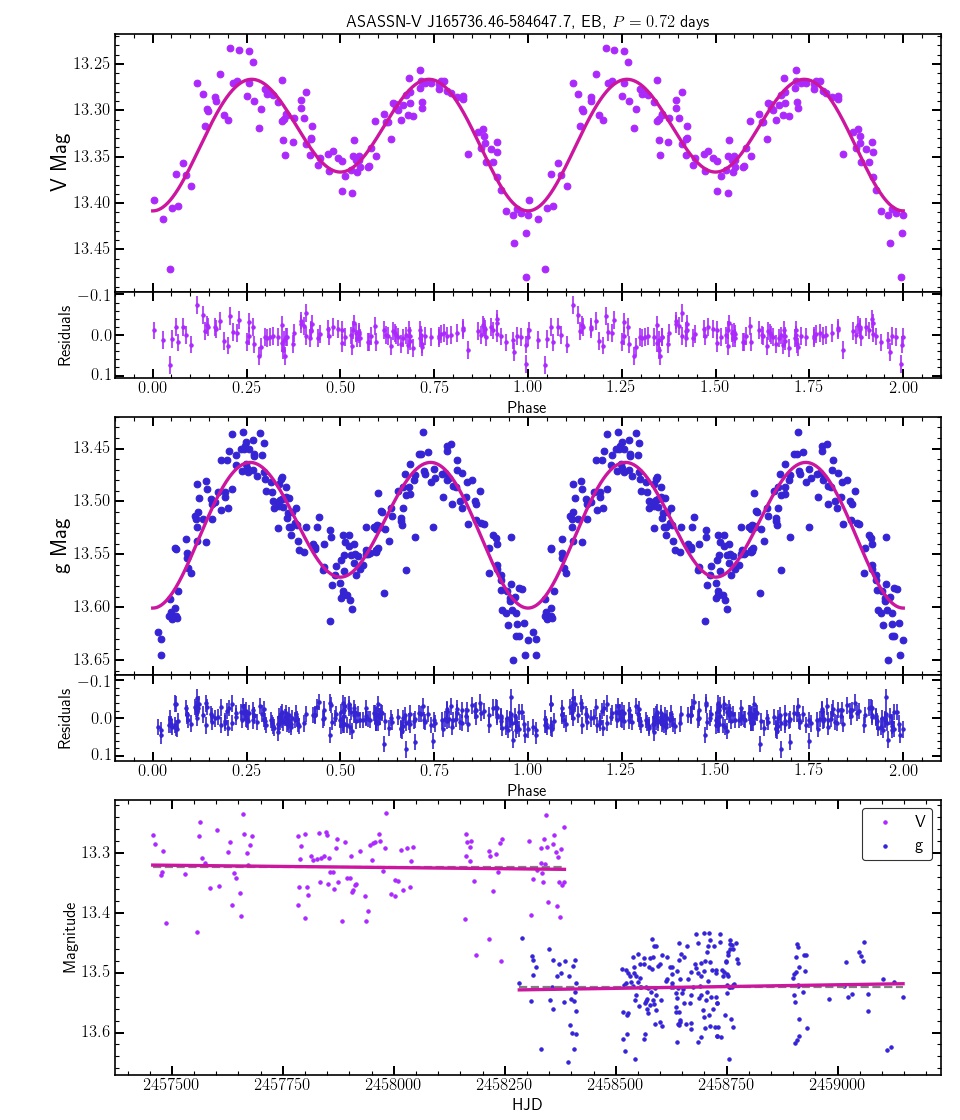 ASASSN-V J165736.46-584647.7, EB, P = 0.72 days
V Mag
13.25
13.30
13.35
13.40
13.45
Residuals
−0.1
0.0
0.1
0.00 0.25 0.50 0.75 1.00 1.25 1.50 1.75 2.00
Phase
g Mag
13.45
13.50
13.55
13.60
13.65
Residuals
−0.1
0.0
0.1
0.00 0.25 0.50 0.75 1.00 1.25 1.50 1.75 2.00
Phase
V
g
Magnitude
13.3
13.4
13.5
13.6
2457500 2457750 2458000 2458250 2458500 2458750 2459000
HJD